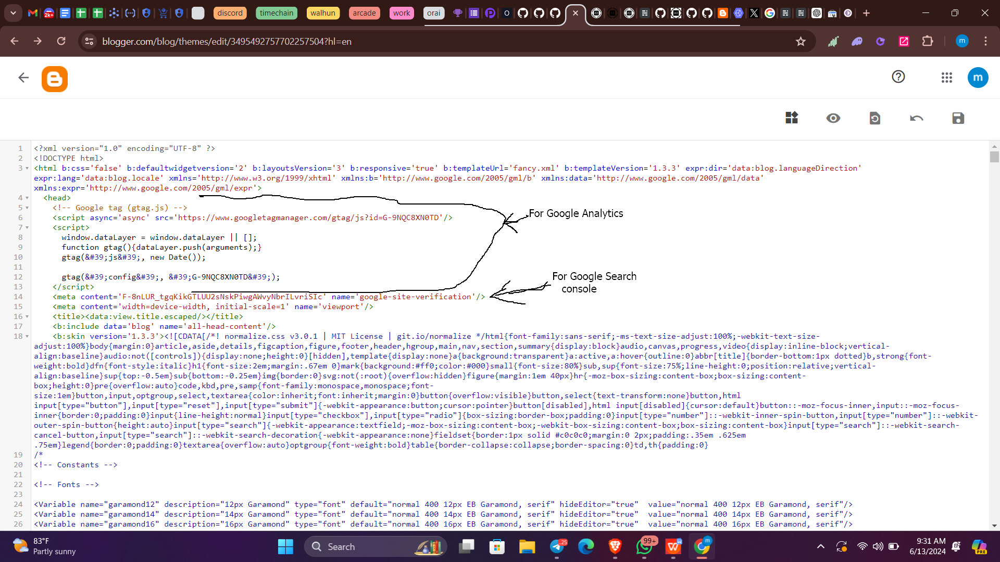 discord
timechain
walhun
arcade
work
orai
blogger.com/blog/themes/edit/3495492757702257504?hl=en
m
m
1 <?xml version="1.0" encoding="UTF-8" ?>
2 <!DOCTYPE html>
3 <html b:css='false' b:defaultwidgetversion='2' b:layoutsVersion='3' b:responsive='true' b:templateUrl='fancy.xml' b:templateVersion='1.3.3' expr:dir='data:blog.languageDirection'
expr:lang='data:blog.locale' xmlns='http://www.w3.org/1999/xhtml' xmlns:b='http://www.google.com/2005/gml/b' xmlns:data='http://www.google.com/2005/gml/data'
xmlns:expr='http://www.google.com/2005/gml/expr'>
4 <head>
5 <!-- Google tag (gtag.js) -->
6 <script async='async' src='https://www.googletagmanager.com/gtag/js?id=G-9NQC8XN0TD'/>
For Google Analytics
7 <script>
8 window.dataLayer = window.dataLayer || [];
9 function gtag(){dataLayer.push(arguments);}
10 gtag(&#39;js&#39;, new Date());
11
12 gtag(&#39;config&#39;, &#39;G-9NQC8XN0TD&#39;);
For Google Search
console
13 </script>
14 <meta content='F-8nLUR_tgqKikGTLUU2sNskPiwgAWvyNbrILvriSIc' name='google-site-verification'/>
15 <meta content='width=device-width, initial-scale=1' name='viewport'/>
16 <title><data:view.title.escaped/></title>
17 <b:include data='blog' name='all-head-content'/>
18 <b:skin version='1.3.3'><![CDATA[/*! normalize.css v3.0.1 | MIT License | git.io/normalize */html{font-family:sans-serif;-ms-text-size-adjust:100%;-webkit-text-size-
adjust:100%}body{margin:0}article,aside,details,figcaption,figure,footer,header,hgroup,main,nav,section,summary{display:block}audio,canvas,progress,video{display:inline-block;vertical-
align:baseline}audio:not([controls]){display:none;height:0}[hidden],template{display:none}a{background:transparent}a:active,a:hover{outline:0}abbr[title]{border-bottom:1px dotted}b,strong{font-
weight:bold}dfn{font-style:italic}h1{font-size:2em;margin:.67em 0}mark{background:#ff0;color:#000}small{font-size:80%}sub,sup{font-size:75%;line-height:0;position:relative;vertical-
align:baseline}sup{top:-0.5em}sub{bottom:-0.25em}img{border:0}svg:not(:root){overflow:hidden}figure{margin:1em 40px}hr{-moz-box-sizing:content-box;box-sizing:content-
box;height:0}pre{overflow:auto}code,kbd,pre,samp{font-family:monospace,monospace;font-
size:1em}button,input,optgroup,select,textarea{color:inherit;font:inherit;margin:0}button{overflow:visible}button,select{text-transform:none}button,html
input[type="button"],input[type="reset"],input[type="submit"]{-webkit-appearance:button;cursor:pointer}button[disabled],html input[disabled]{cursor:default}button::-moz-focus-inner,input::-moz-focus-
inner{border:0;padding:0}input{line-height:normal}input[type="checkbox"],input[type="radio"]{box-sizing:border-box;padding:0}input[type="number"]::-webkit-inner-spin-button,input[type="number"]::-webkit-
outer-spin-button{height:auto}input[type="search"]{-webkit-appearance:textfield;-moz-box-sizing:content-box;-webkit-box-sizing:content-box;box-sizing:content-box}input[type="search"]::-webkit-search-
cancel-button,input[type="search"]::-webkit-search-decoration{-webkit-appearance:none}fieldset{border:1px solid #c0c0c0;margin:0 2px;padding:.35em .625em
.75em}legend{border:0;padding:0}textarea{overflow:auto}optgroup{font-weight:bold}table{border-collapse:collapse;border-spacing:0}td,th{padding:0}
19 /*
20 <!-- Constants -->
21
22 <!-- Fonts -->
23
24 <Variable name="garamond12" description="12px Garamond" type="font" default="normal 400 12px EB Garamond, serif" hideEditor="true"  value="normal 400 12px EB Garamond, serif"/>
25 <Variable name="garamond14" description="14px Garamond" type="font" default="normal 400 14px EB Garamond, serif" hideEditor="true"  value="normal 400 14px EB Garamond, serif"/>
26 <Variable name="garamond16" description="16px Garamond" type="font" default="normal 400 16px EB Garamond, serif" hideEditor="true"  value="normal 400 16px EB Garamond, serif"/>
83°F
Partly sunny
Search
99+
9:31 AM
6/13/2024